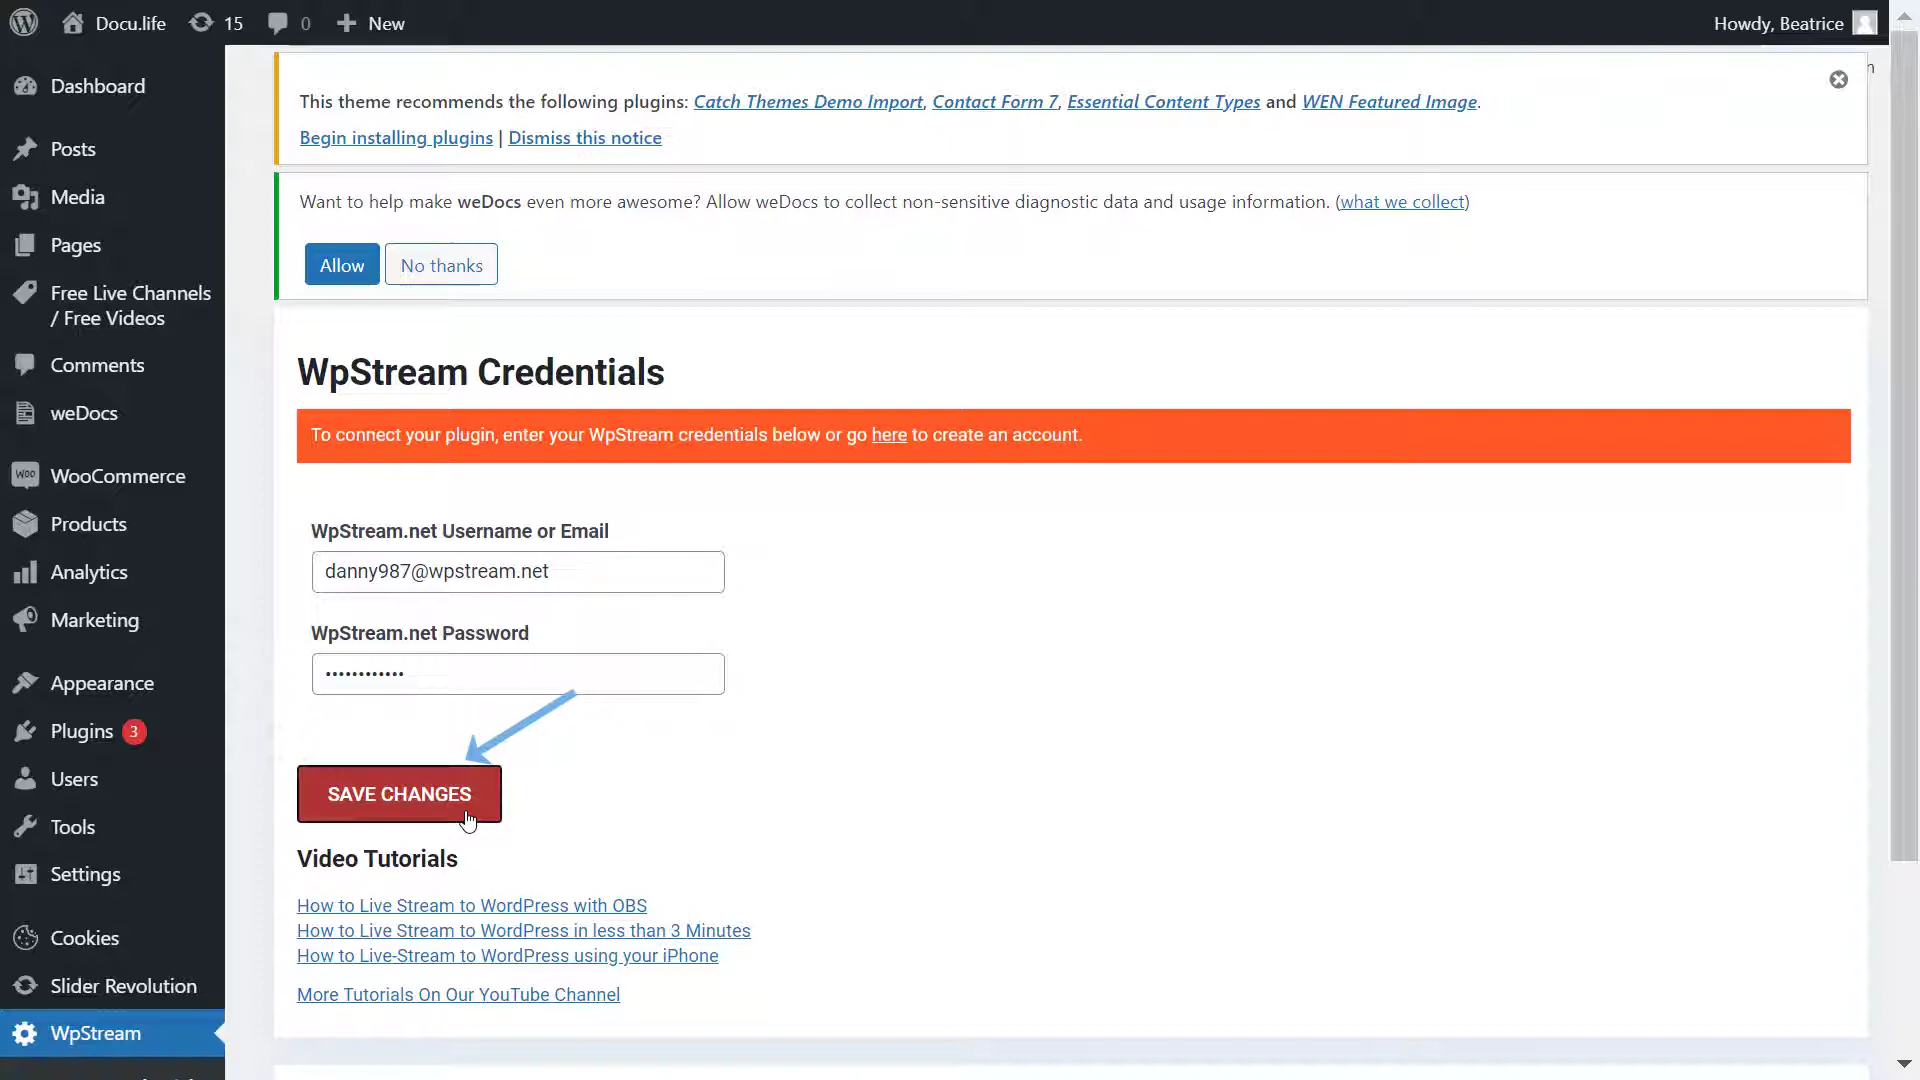 Docu.life
15
0
New
Howdy, Beatrice
Dashboard
Posts
Media
Pages
Free Live Channels
/ Free Videos
Comments
weDocs
WooCommerce
Products
Analytics
Marketing
Appearance
Plugins 3
Users
Tools
Settings
Cookies
Slider Revolution
WpStream
This theme recommends the following plugins: Catch Themes Demo Import, Contact Form 7, Essential Content Types and WEN Featured Image.
Begin installing plugins | Dismiss this notice
Want to help make weDocs even more awesome? Allow weDocs to collect non-sensitive diagnostic data and usage information. (what we collect)
Allow
No thanks
WpStream Credentials
To connect your plugin, enter your WpStream credentials below or go here to create an account.
WpStream.net Username or Email
danny987@wpstream.net
WpStream.net Password
••••••••••••
SAVE CHANGES
Video Tutorials
How to Live Stream to WordPress with OBS
How to Live Stream to WordPress in less than 3 Minutes
How to Live-Stream to WordPress using your iPhone
More Tutorials On Our YouTube Channel